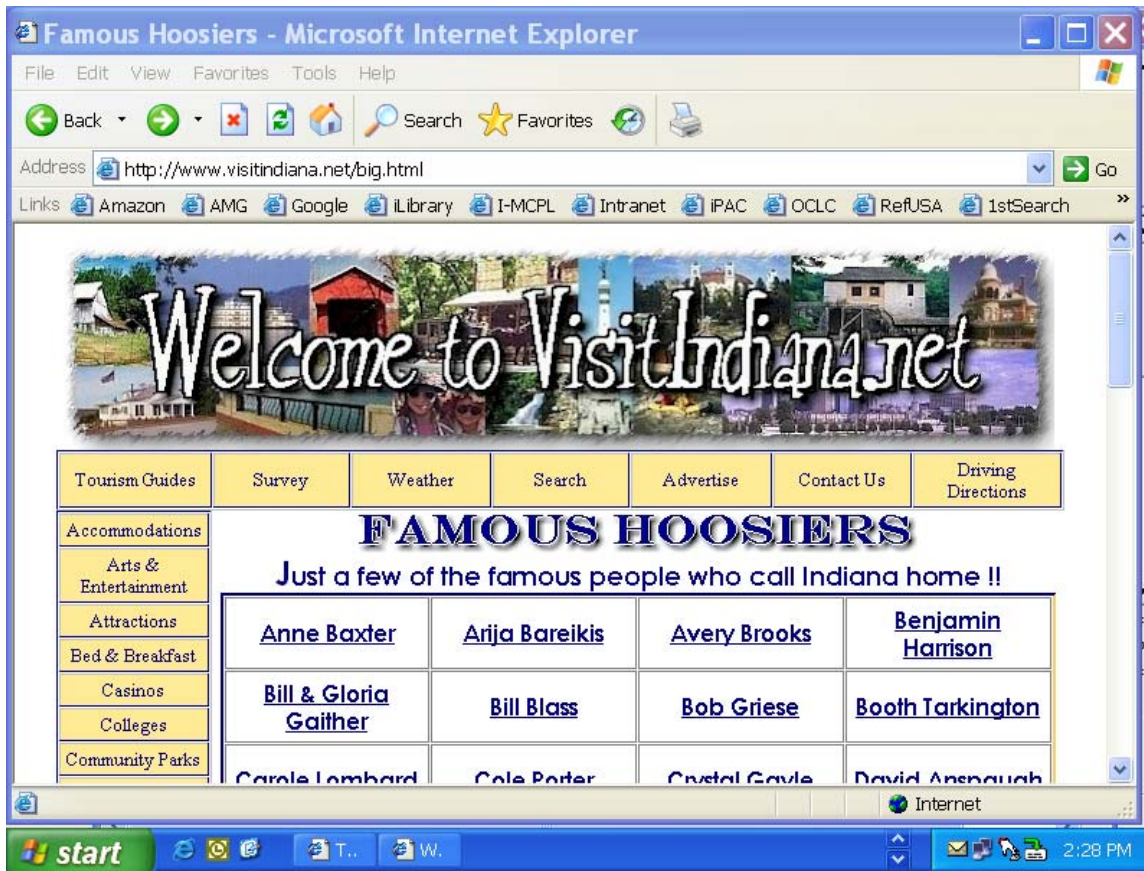 Famous Hoosiers - Microsoft Internet Explorer
File Edit View Favorites Tools Help
Back Search Favorites
Address http://www.visitindiana.net/big.html Go
Links Amazon AMG Google iLibrary I-MCPL Intranet iPAC OCLC RefUSA 1stSearch »
Welcome to VisitIndiana.net
Tourism Guides Survey Weather Search Advertise Contact Us Driving
Directions
FAMOUS HOOSIERS
Just a few of the famous people who call Indiana home !!
Accommodations
Arts &
Entertainment
Attractions
Bed & Breakfast
Casinos
Colleges
Community Parks
Anne Baxter Arija Bareikis Avery Brooks Benjamin
Harrison
Bill & Gloria
Gaither Bill Blass Bob Griese Booth Tarkington
Carole Lombard Cole Porter Crystal Gayle David Anspaugh
Internet
start T.. W. 2:28 PM